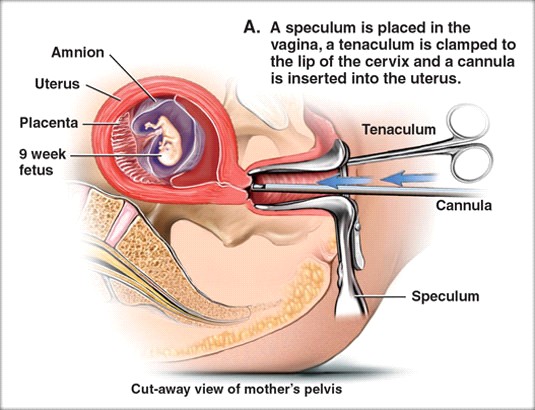 A. A speculum is placed in the
vagina, a tenaculum is clamped to
the lip of the cervix and a cannula
is inserted into the uterus.
Amnion
Uterus
Placenta
9 week
fetus
Tenaculum
Cannula
Speculum
Cut-away view of mother's pelvis